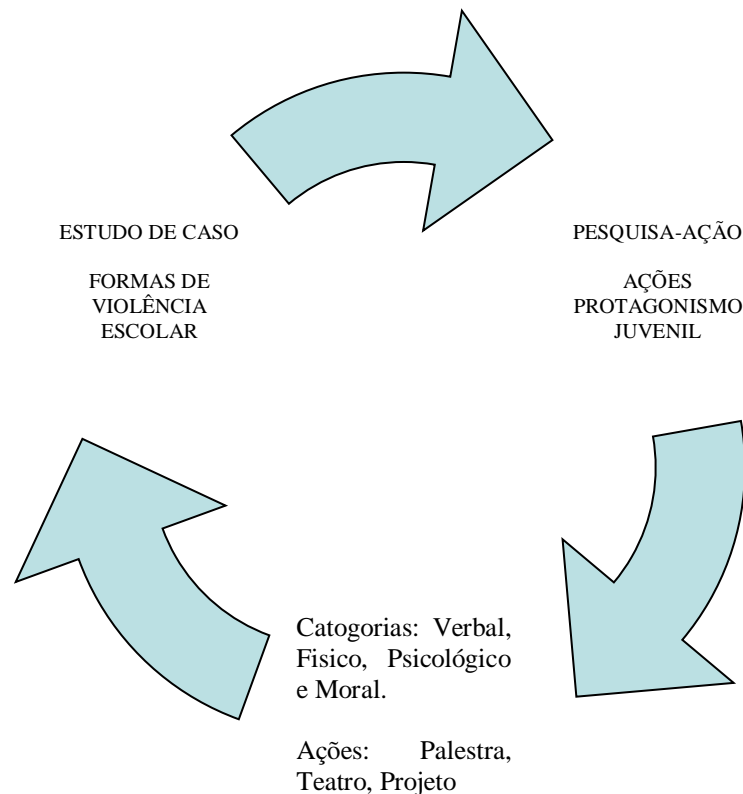 ESTUDO DE CASO
FORMAS DE
VIOLÊNCIA
ESCOLAR
PESQUISA-AÇÃO
AÇÕES
PROTAGONISMO
JUVENIL
Catogorias: Verbal,
Fisico, Psicológico
e Moral.
Ações: Palestra,
Teatro, Projeto